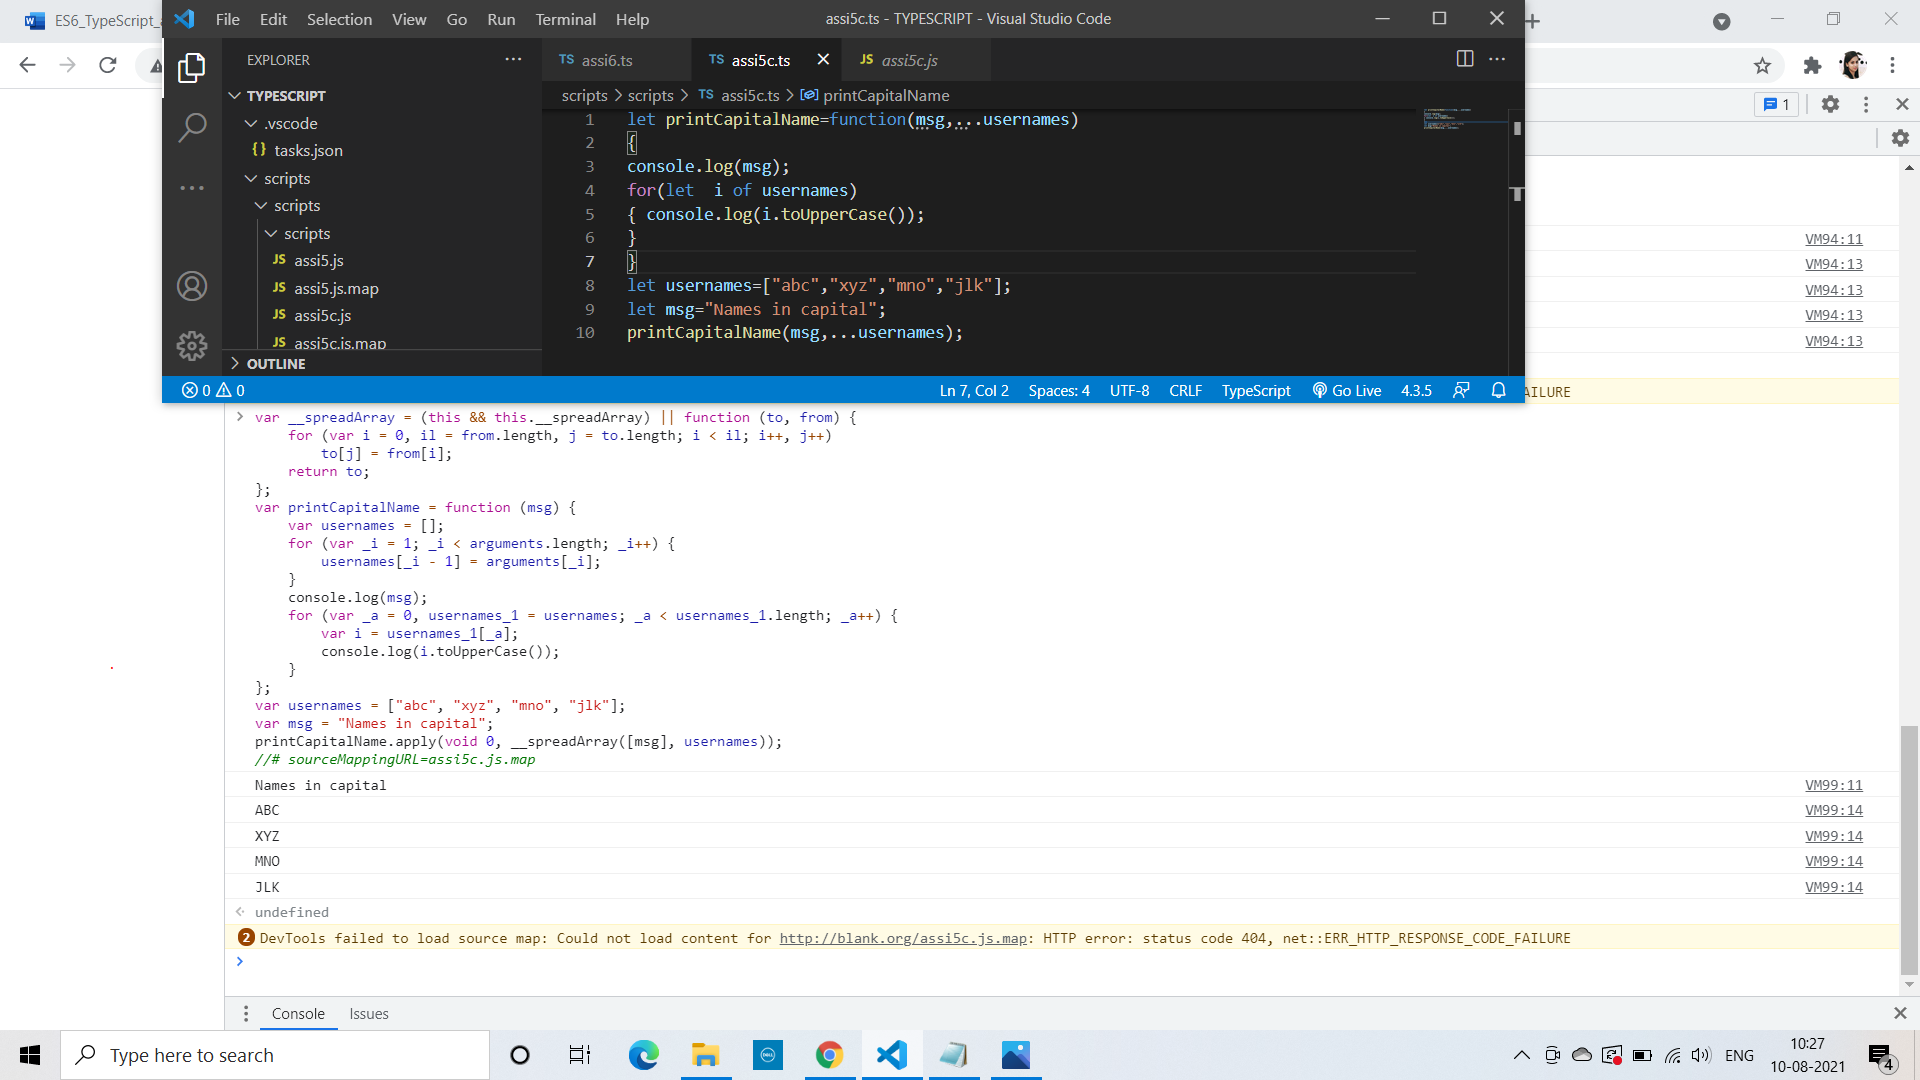 ES6_TypeScript_a
File Edit Selection View Go Run Terminal Help
assi5c.ts - TYPESCRIPT - Visual Studio Code
EXPLORER
TS assi6.ts
TS assi5c.ts
JS assi5c.js
scripts > scripts > TS assi5c.ts > printCapitalName
TYPESCRIPT
.vscode
{} tasks.json
scripts
scripts
scripts
JS assi5.js
JS assi5.js.map
JS assi5c.js
JS assi5c.js.map
OUTLINE
1 let printCapitalName=function(msg,...usernames)
2 {
3 console.log(msg);
4 for(let  i of usernames)
5 { console.log(i.toUpperCase());
6 }
7 }
8 let usernames=["abc","xyz","mno","jlk"];
9 let msg="Names in capital";
10 printCapitalName(msg,...usernames);
0 0
Ln 7, Col 2 Spaces: 4 UTF-8 CRLF TypeScript Go Live 4.3.5
1
VM94:11
VM94:13
VM94:13
VM94:13
VM94:13
AILURE
> var __spreadArray = (this && this.__spreadArray) || function (to, from) {
    for (var i = 0, il = from.length, j = to.length; i < il; i++, j++)
        to[j] = from[i];
    return to;
};
var printCapitalName = function (msg) {
    var usernames = [];
    for (var _i = 1; _i < arguments.length; _i++) {
        usernames[_i - 1] = arguments[_i];
    }
    console.log(msg);
    for (var _a = 0, usernames_1 = usernames; _a < usernames_1.length; _a++) {
        var i = usernames_1[_a];
        console.log(i.toUpperCase());
    }
};
var usernames = ["abc", "xyz", "mno", "jlk"];
var msg = "Names in capital";
printCapitalName.apply(void 0, __spreadArray([msg], usernames));
//# sourceMappingURL=assi5c.js.map
Names in capital VM99:11
ABC VM99:14
XYZ VM99:14
MNO VM99:14
JLK VM99:14
undefined
2 DevTools failed to load source map: Could not load content for http://blank.org/assi5c.js.map: HTTP error: status code 404, net::ERR_HTTP_RESPONSE_CODE_FAILURE
>
Console Issues
Type here to search
DELL
ENG
10:27
10-08-2021
4